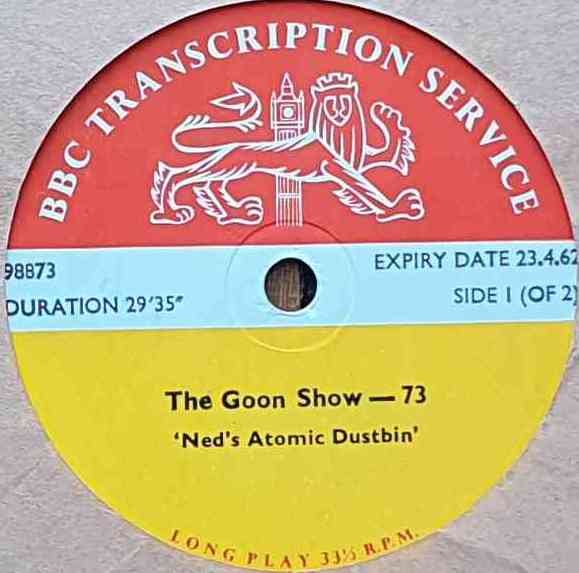 BBC TRANSCRIPTION SERVICE
98873
EXPIRY DATE 23.4.62
DURATION 29'35"
SIDE 1 (OF 2)
The Goon Show — 73
'Ned's Atomic Dustbin'
LONG PLAY 33⅓ R.P.M.